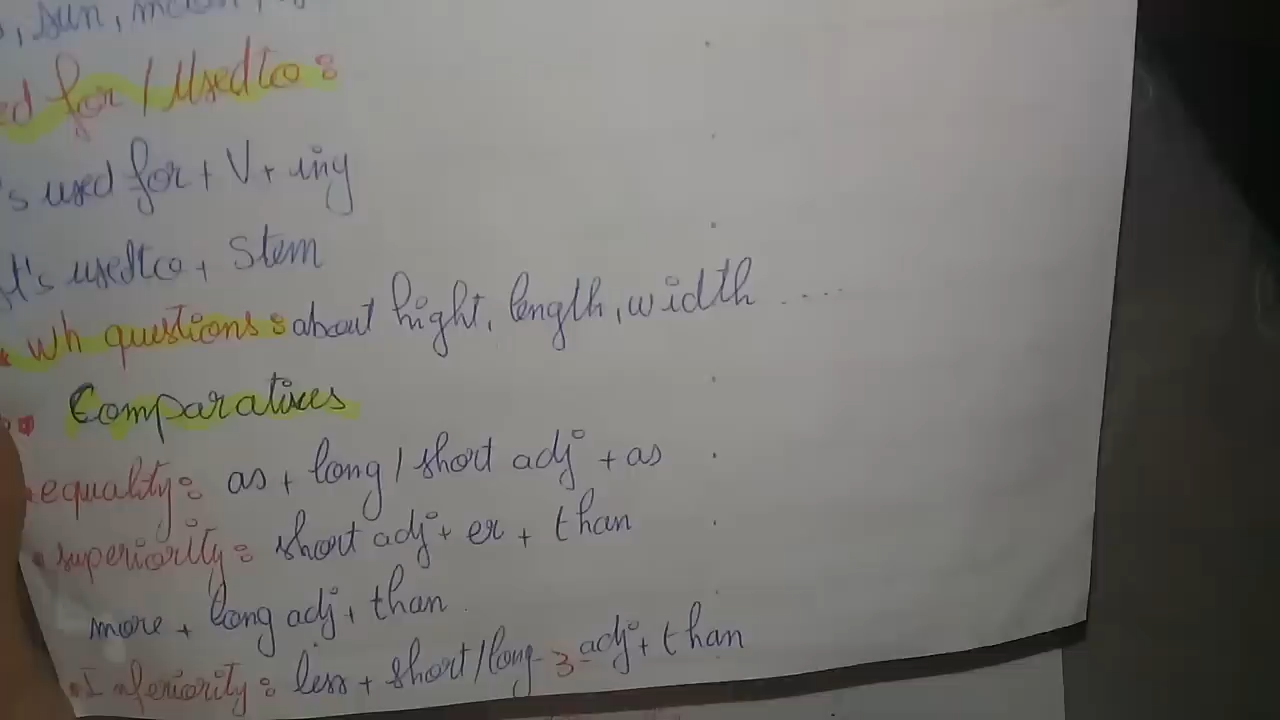 , sun, moon,
ed for / Used to :
's used for + V + ing
t's used to + Stem
* Wh questions : about hight, length, width ....
Comparatives
equality : as + long / short adj + as
superiority : short adj + er + than
more + long adj + than
Inferiority : less + short / long adj + than